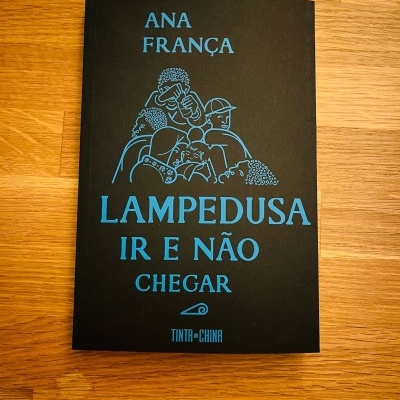 ANA
FRANÇA
LAMPEDUSA
IR E NÃO
CHEGAR
TINTA DA CHINA